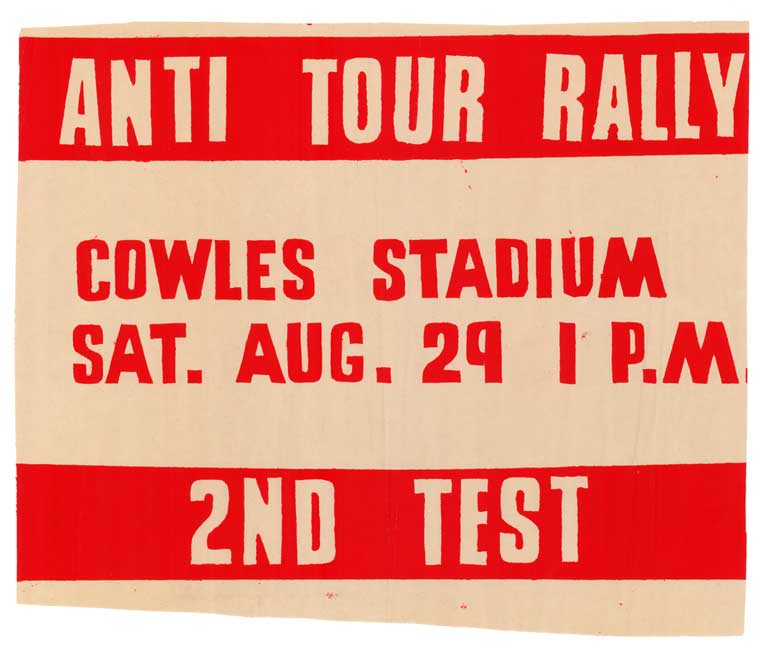 ANTI TOUR RALLY
COWLES STADIUM
SAT. AUG. 29 1 P.M.
2ND TEST